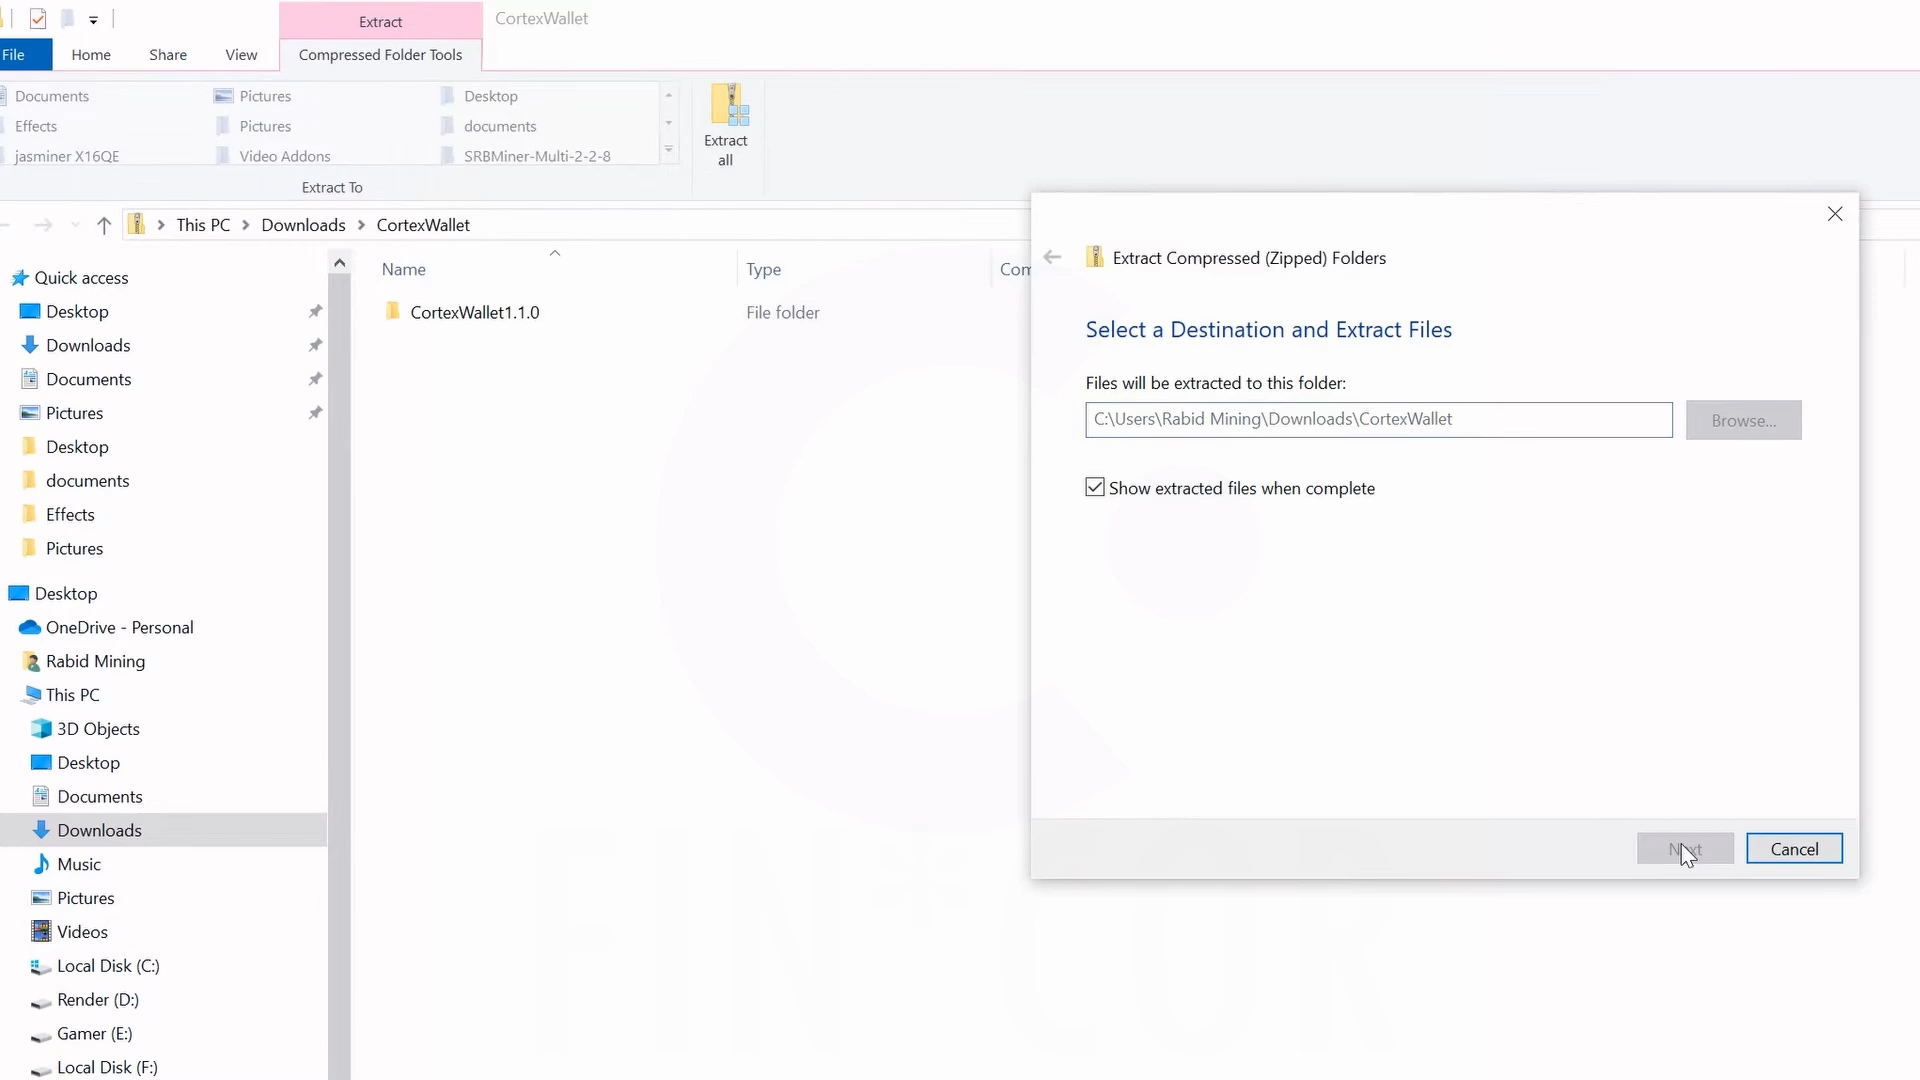 Extract
CortexWallet
File
Home
Share
View
Compressed Folder Tools
Documents
Pictures
Desktop
Effects
Pictures
documents
jasminer X16QE
Video Addons
SRBMiner-Multi-2-2-8
Extract To
Extract
all
This PC
Downloads
CortexWallet
Name
Type
Com
CortexWallet1.1.0
File folder
Quick access
Desktop
Downloads
Documents
Pictures
Desktop
documents
Effects
Pictures
Desktop
OneDrive - Personal
Rabid Mining
This PC
3D Objects
Desktop
Documents
Downloads
Music
Pictures
Videos
Local Disk (C:)
Render (D:)
Gamer (E:)
Local Disk (F:)
Extract Compressed (Zipped) Folders
Select a Destination and Extract Files
Files will be extracted to this folder:
C:\Users\Rabid Mining\Downloads\CortexWallet
Browse...
Show extracted files when complete
Next
Cancel